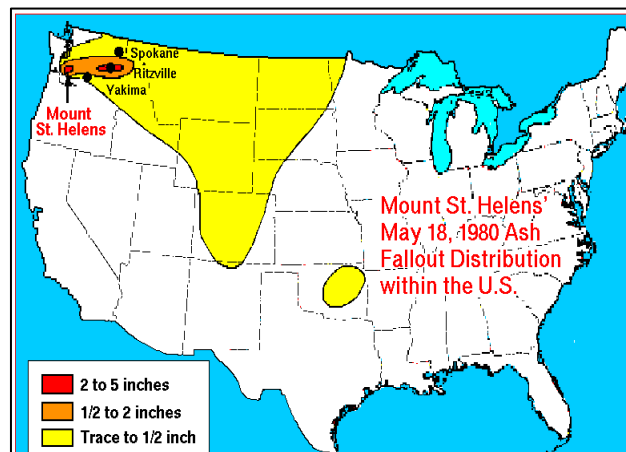 Spokane
Ritzville
Yakima
Mount
St. Helens
Mount St. Helens'
May 18, 1980 Ash
Fallout Distribution
within the U.S.
2 to 5 inches
1/2 to 2 inches
Trace to 1/2 inch